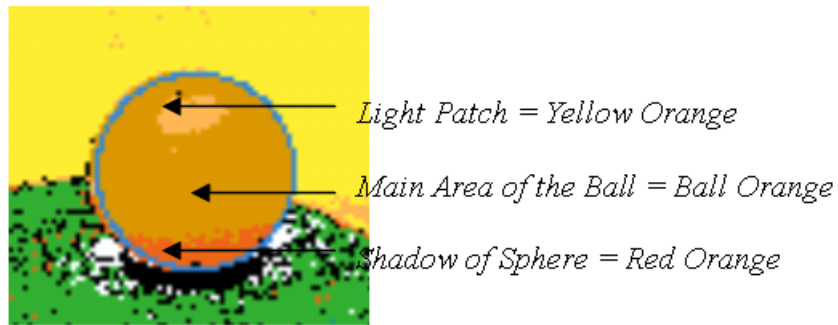 Light Patch = Yellow Orange
Main Area of the Ball = Ball Orange
Shadow of Sphere = Red Orange